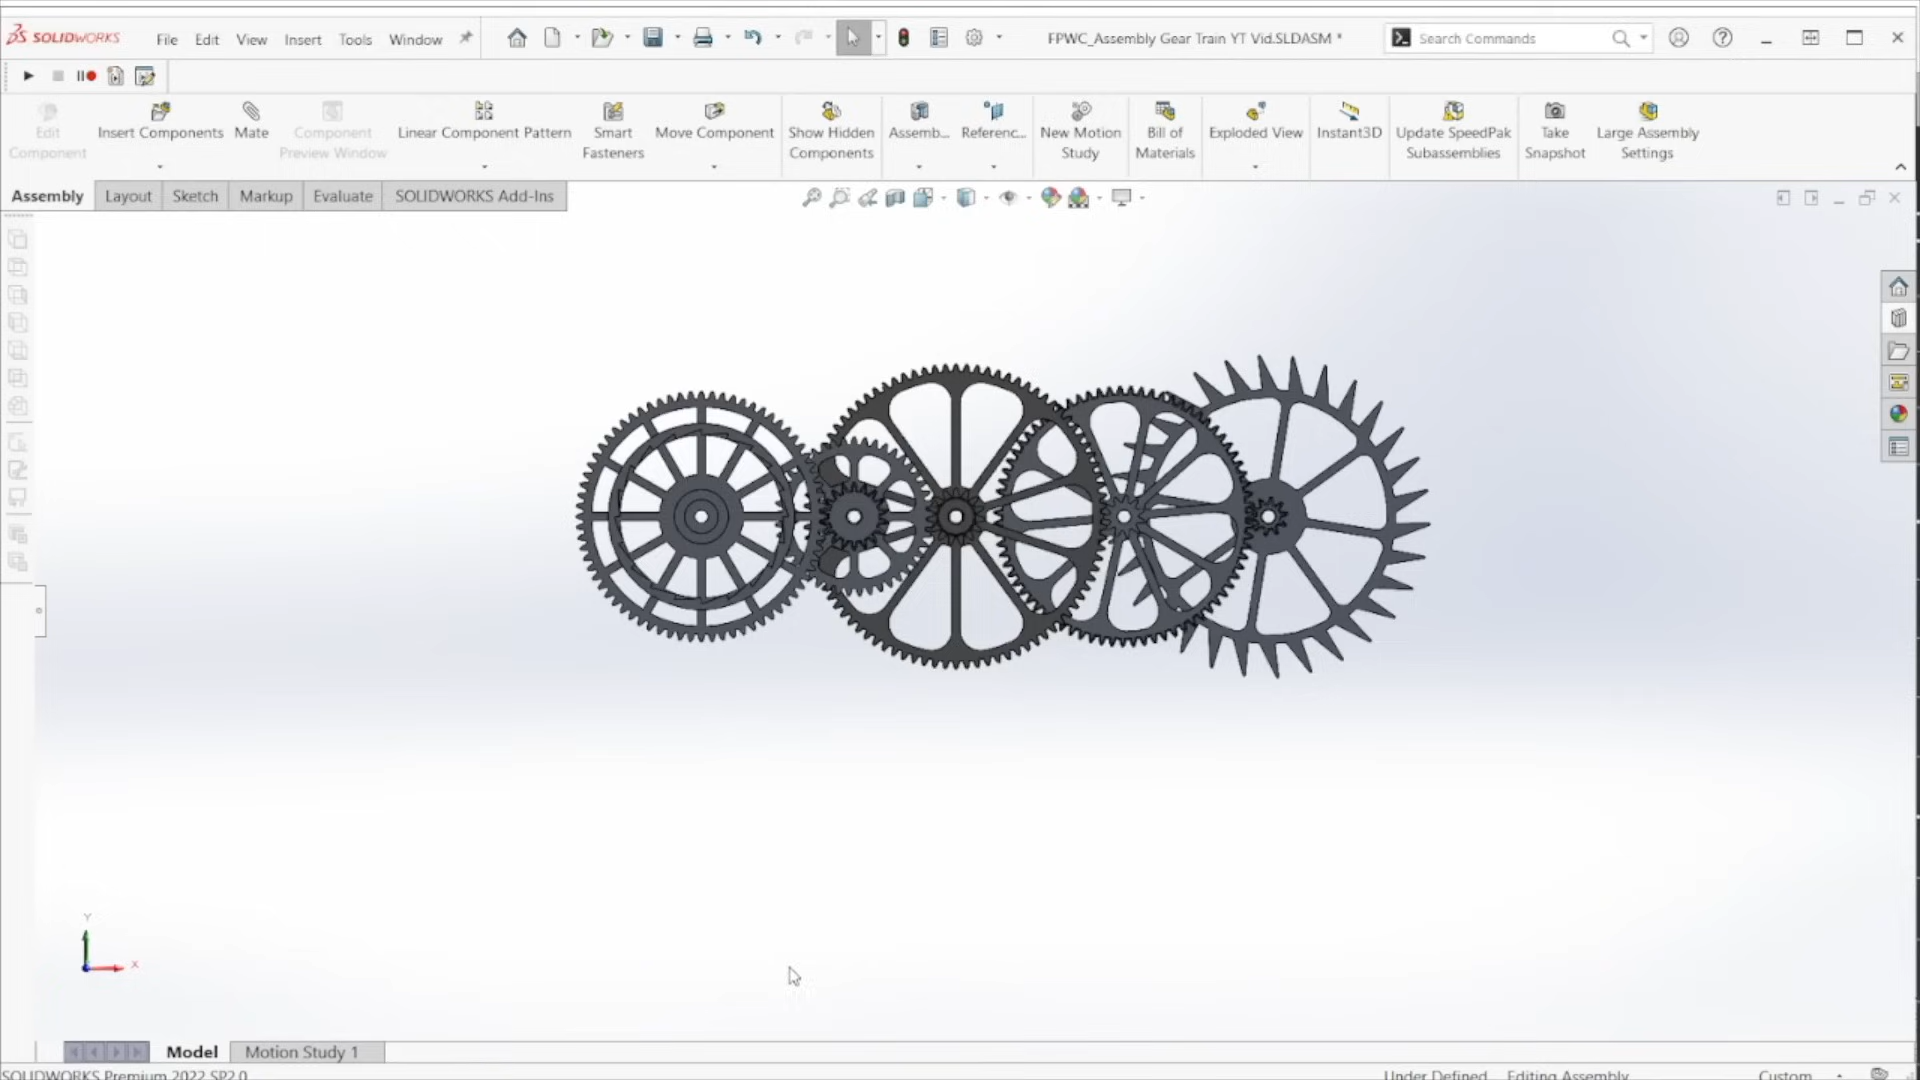 SOLIDWORKS File Edit View Insert Tools Window FPWC_Assembly Gear Train YT Vid.SLDASM * Search Commands
Edit Component
Insert Components
Mate
Component Preview Window
Linear Component Pattern
Smart Fasteners
Move Component
Show Hidden Components
Assemb...
Referenc...
New Motion Study
Bill of Materials
Exploded View
Instant3D
Update SpeedPak Subassemblies
Take Snapshot
Large Assembly Settings
Assembly Layout Sketch Markup Evaluate SOLIDWORKS Add-Ins
Y
X
Model Motion Study 1
SOLIDWORKS Premium 2022 SP2.0 Under Defined Editing Assembly Custom